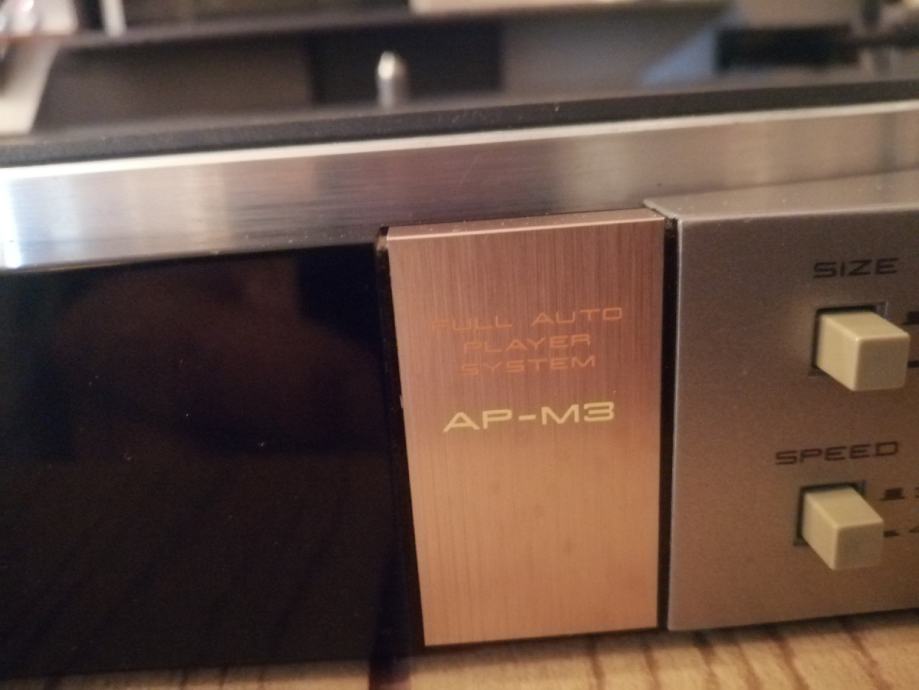 FULL AUTO
PLAYER
SYSTEM
AP-M3
SIZE
SPEED